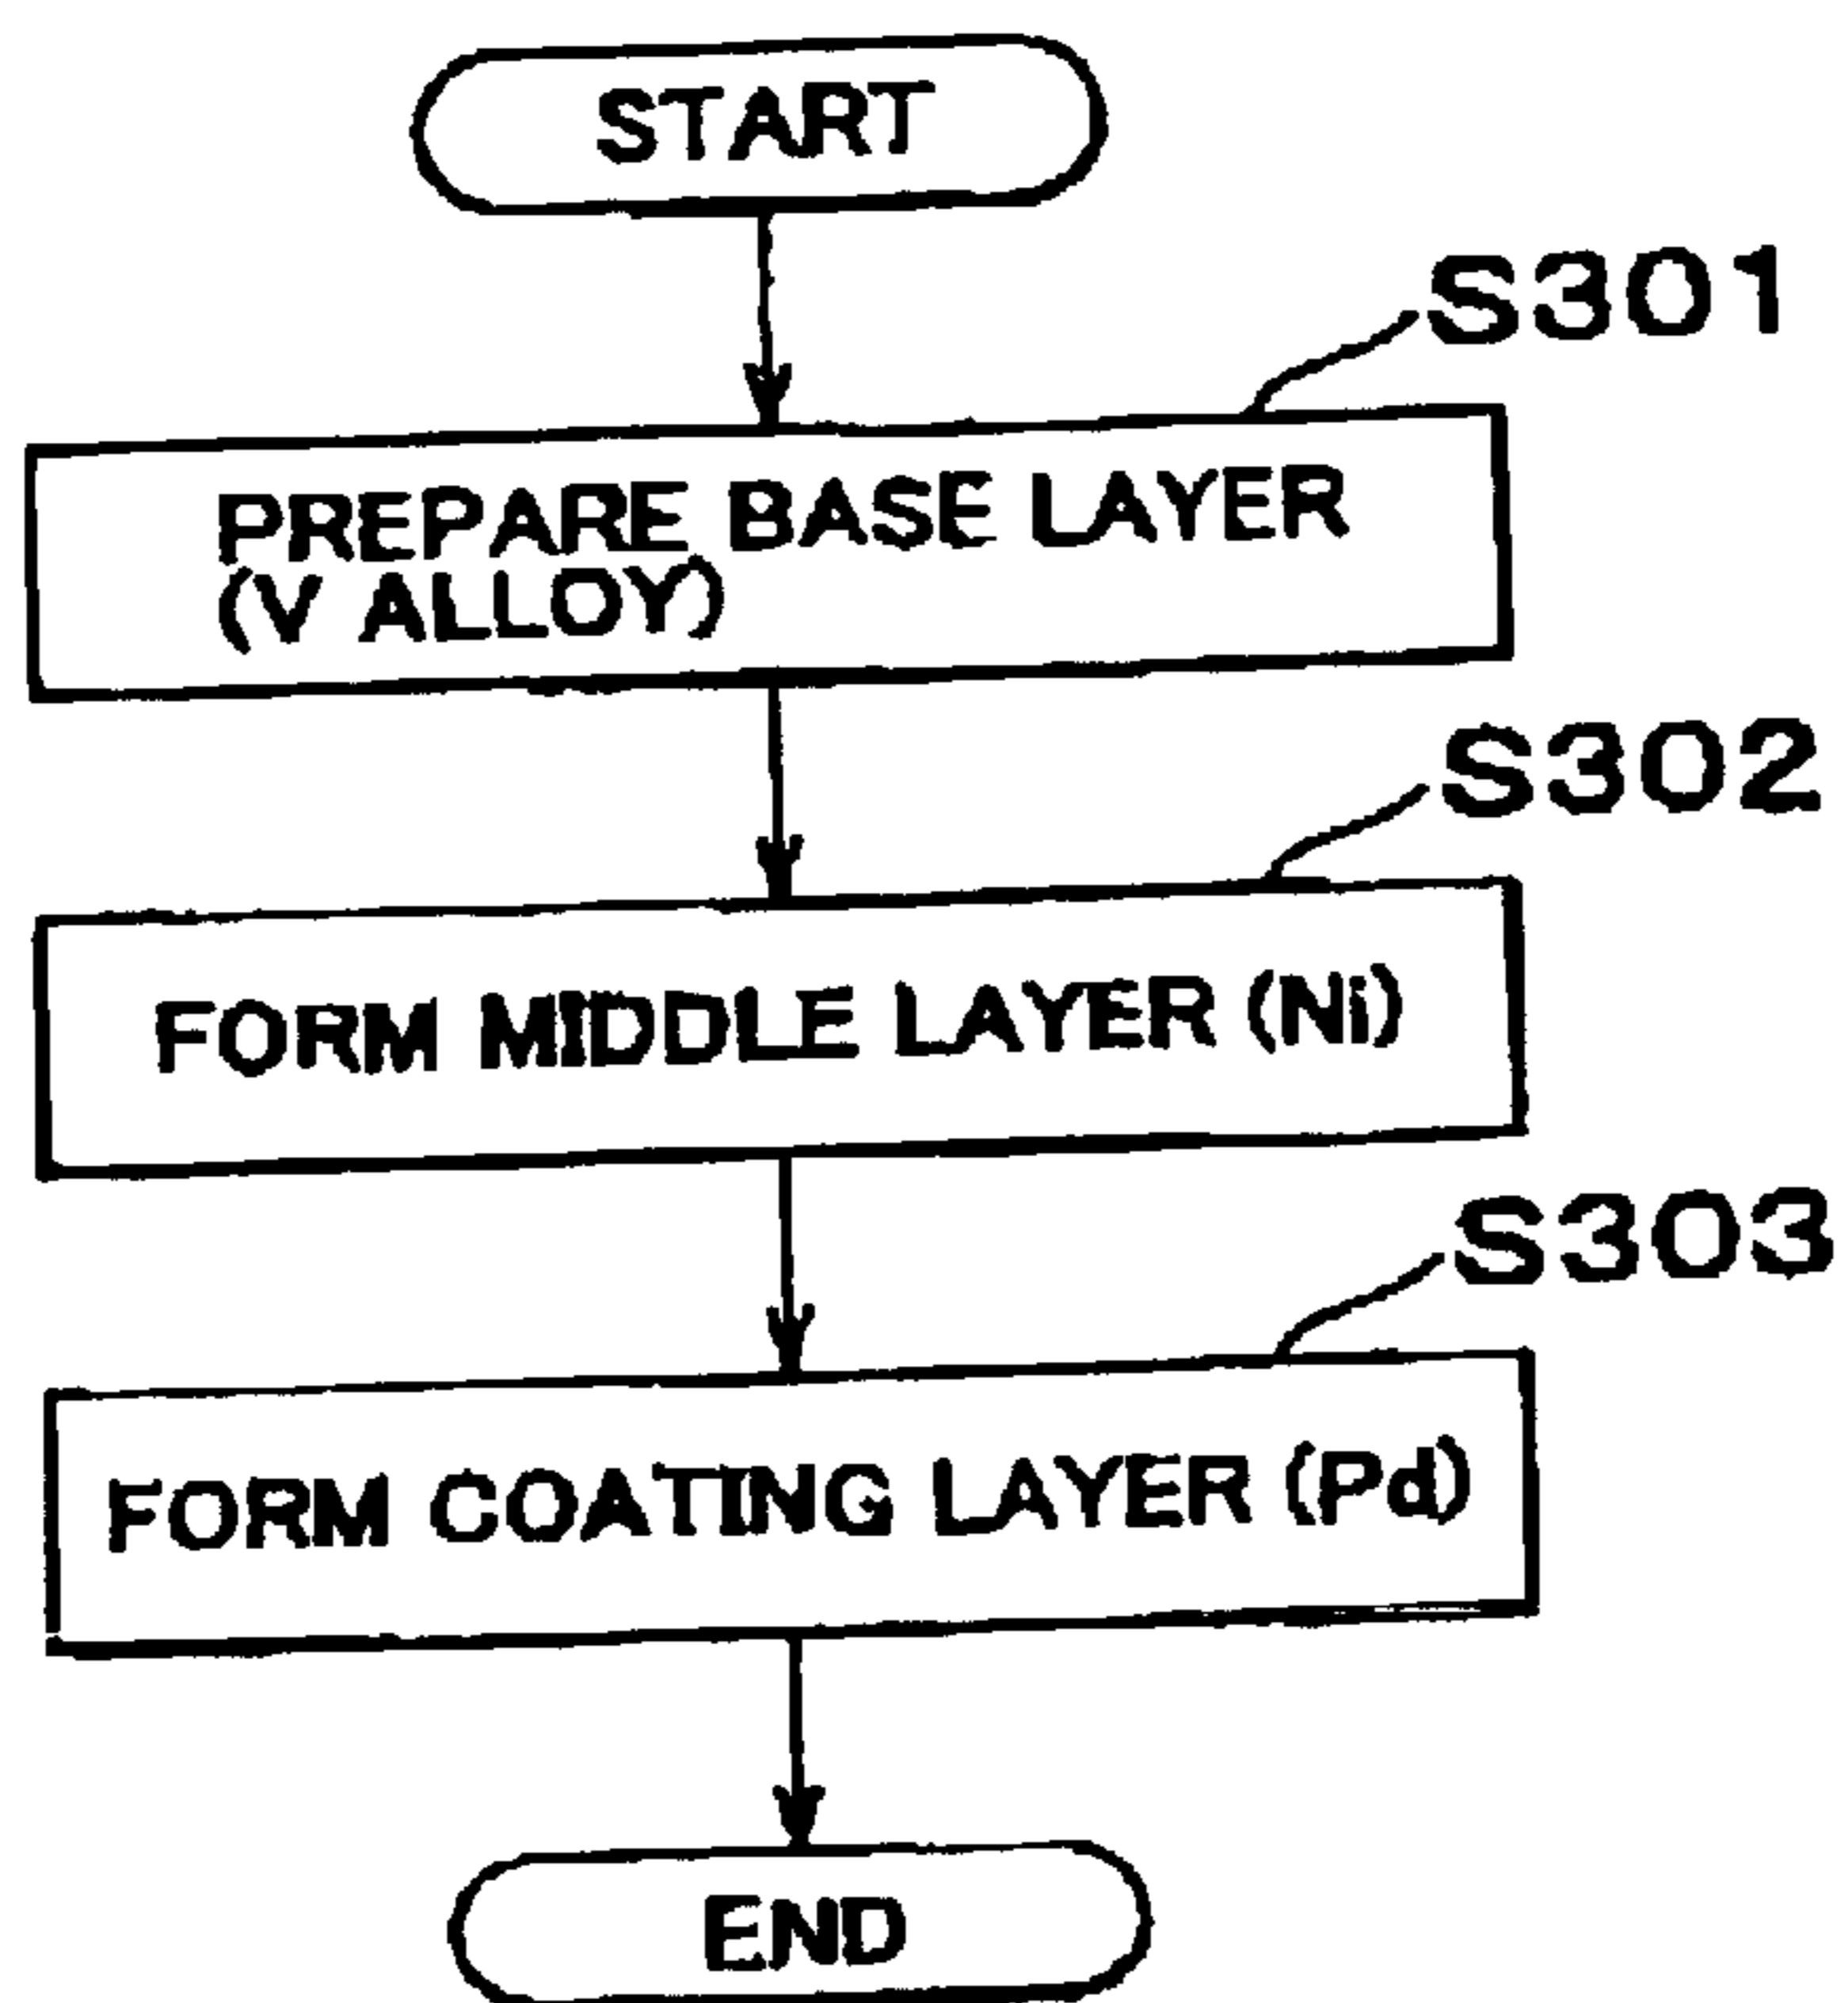 START
S301
PREPARE BASE LAYER
(V ALLOY)
S302
FORM MIDDLE LAYER (Ni)
S303
FORM COATING LAYER (Pd)
END